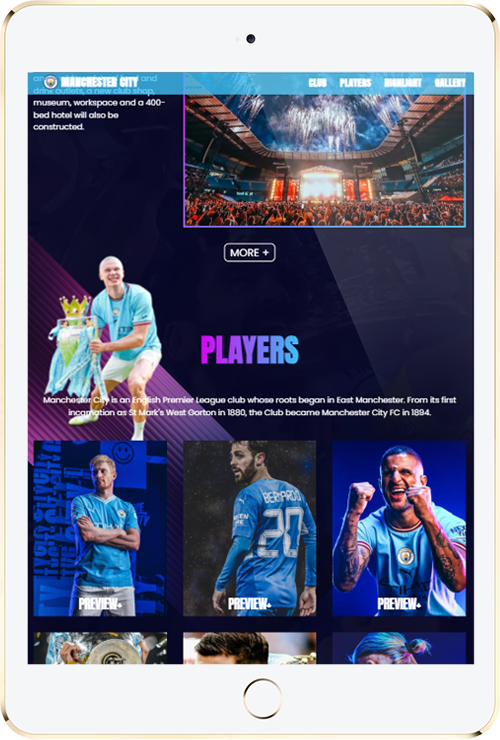 MANCHESTER CITY
CLUB PLAYERS HIGHLIGHT GALLERY
and
drink outlets, a new club shop,
museum, workspace and a 400-
bed hotel will also be
constructed.
MORE +
PLAYERS
Manchester City is an English Premier League club whose roots began in East Manchester. From its first
incarnation as St Mark's West Gorton in 1880, the Club became Manchester City FC in 1894.
BERNARDO
20
PREVIEW+
PREVIEW+
PREVIEW+